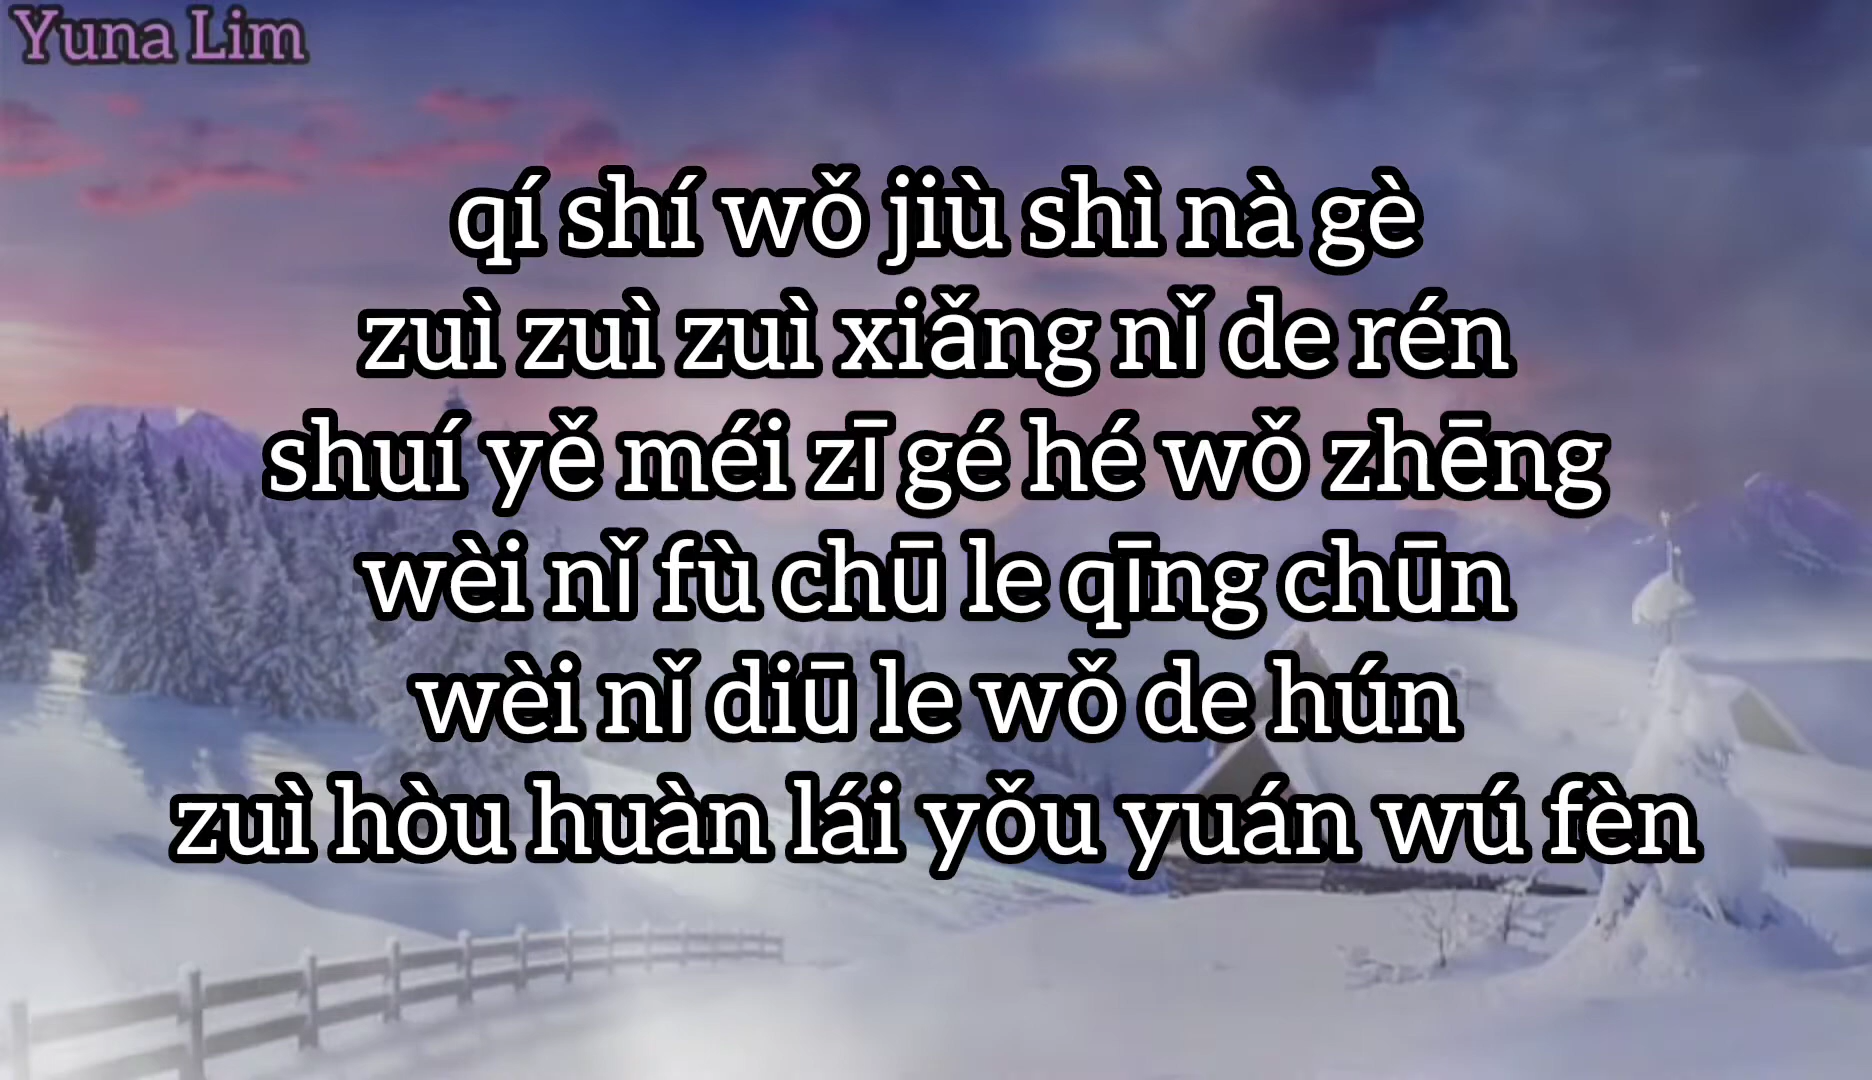 Yuna Lim
qí shí wǒ jiù shì nà gè
zuì zuì zuì xiǎng nǐ de rén
shuí yě méi zī gé hé wǒ zhēng
wèi nǐ fù chū le qīng chūn
wèi nǐ diū le wǒ de hún
zuì hòu huàn lái yǒu yuán wú fèn